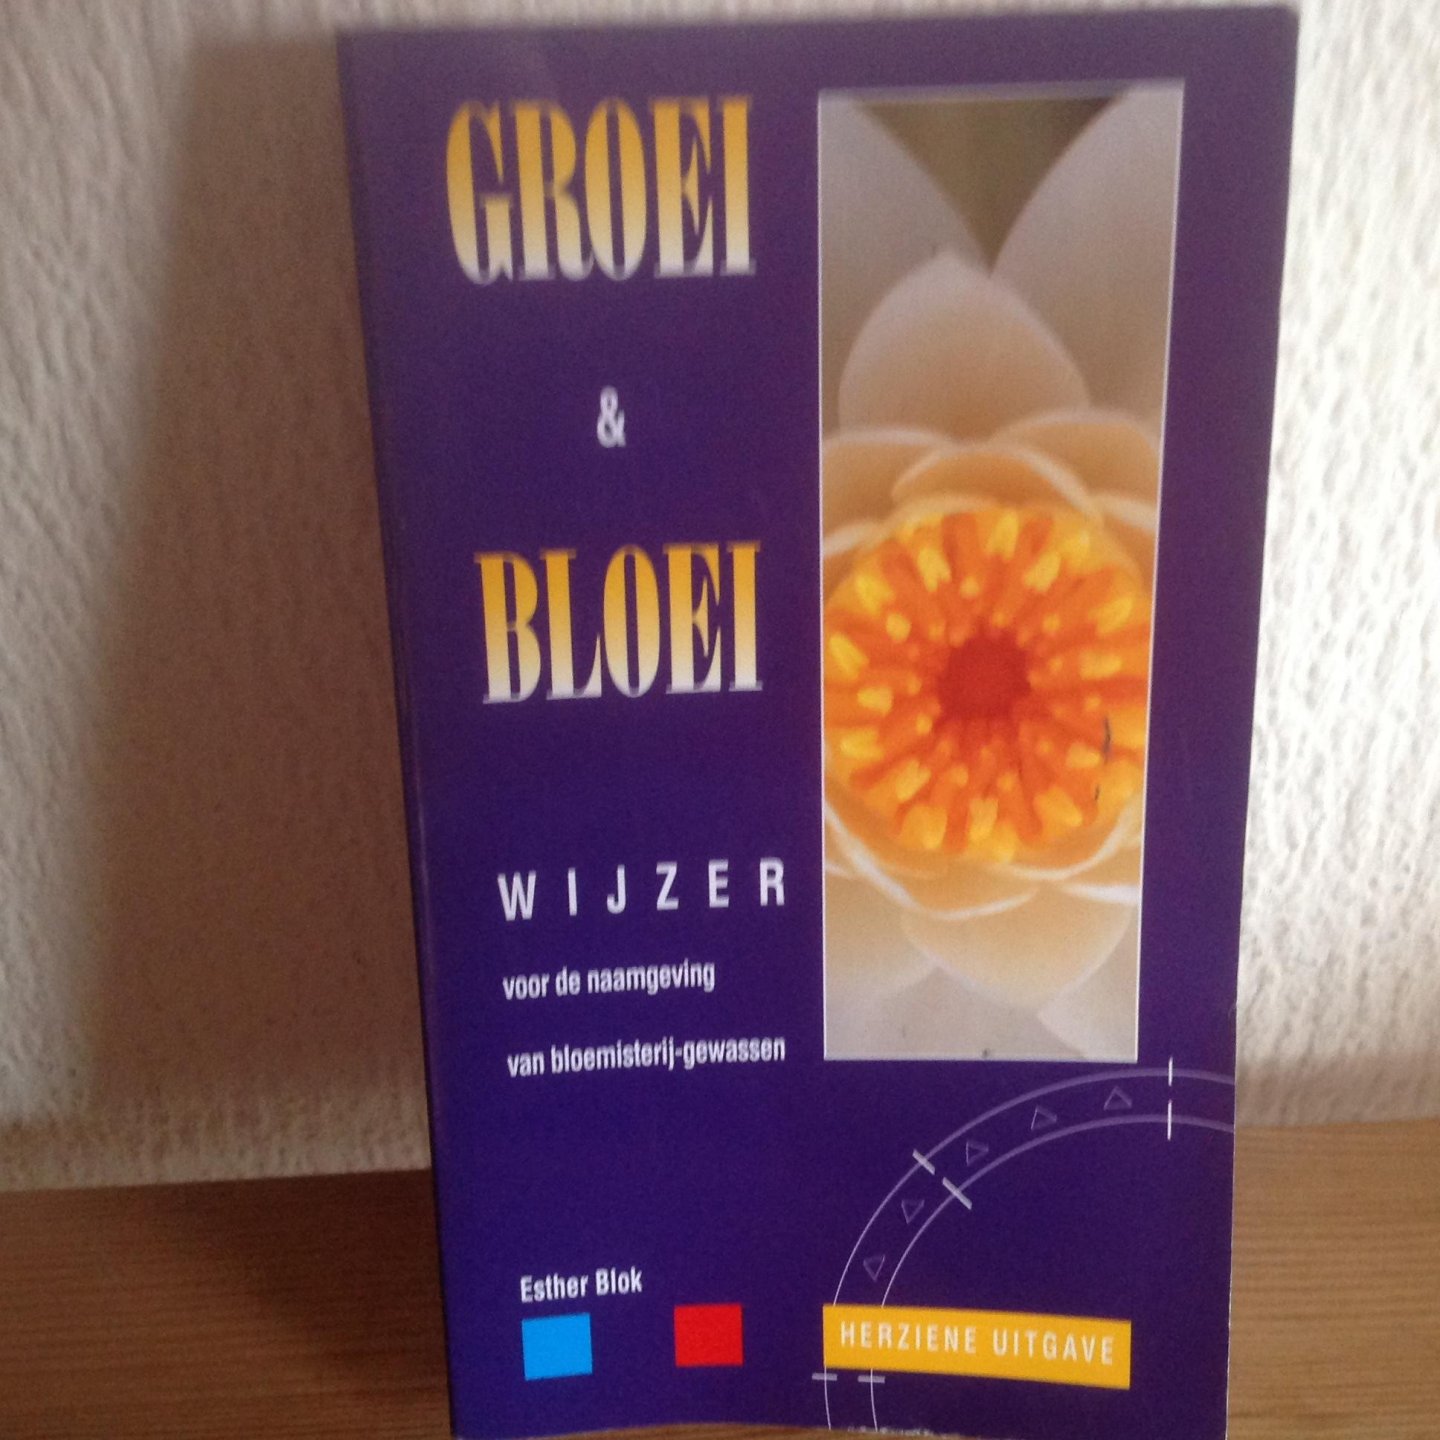 GROEI
&
BLOEI
WIJZER
voor de naamgeving
van bloemisterij-gewassen
Esther Blok
HERZIENE UITGAVE